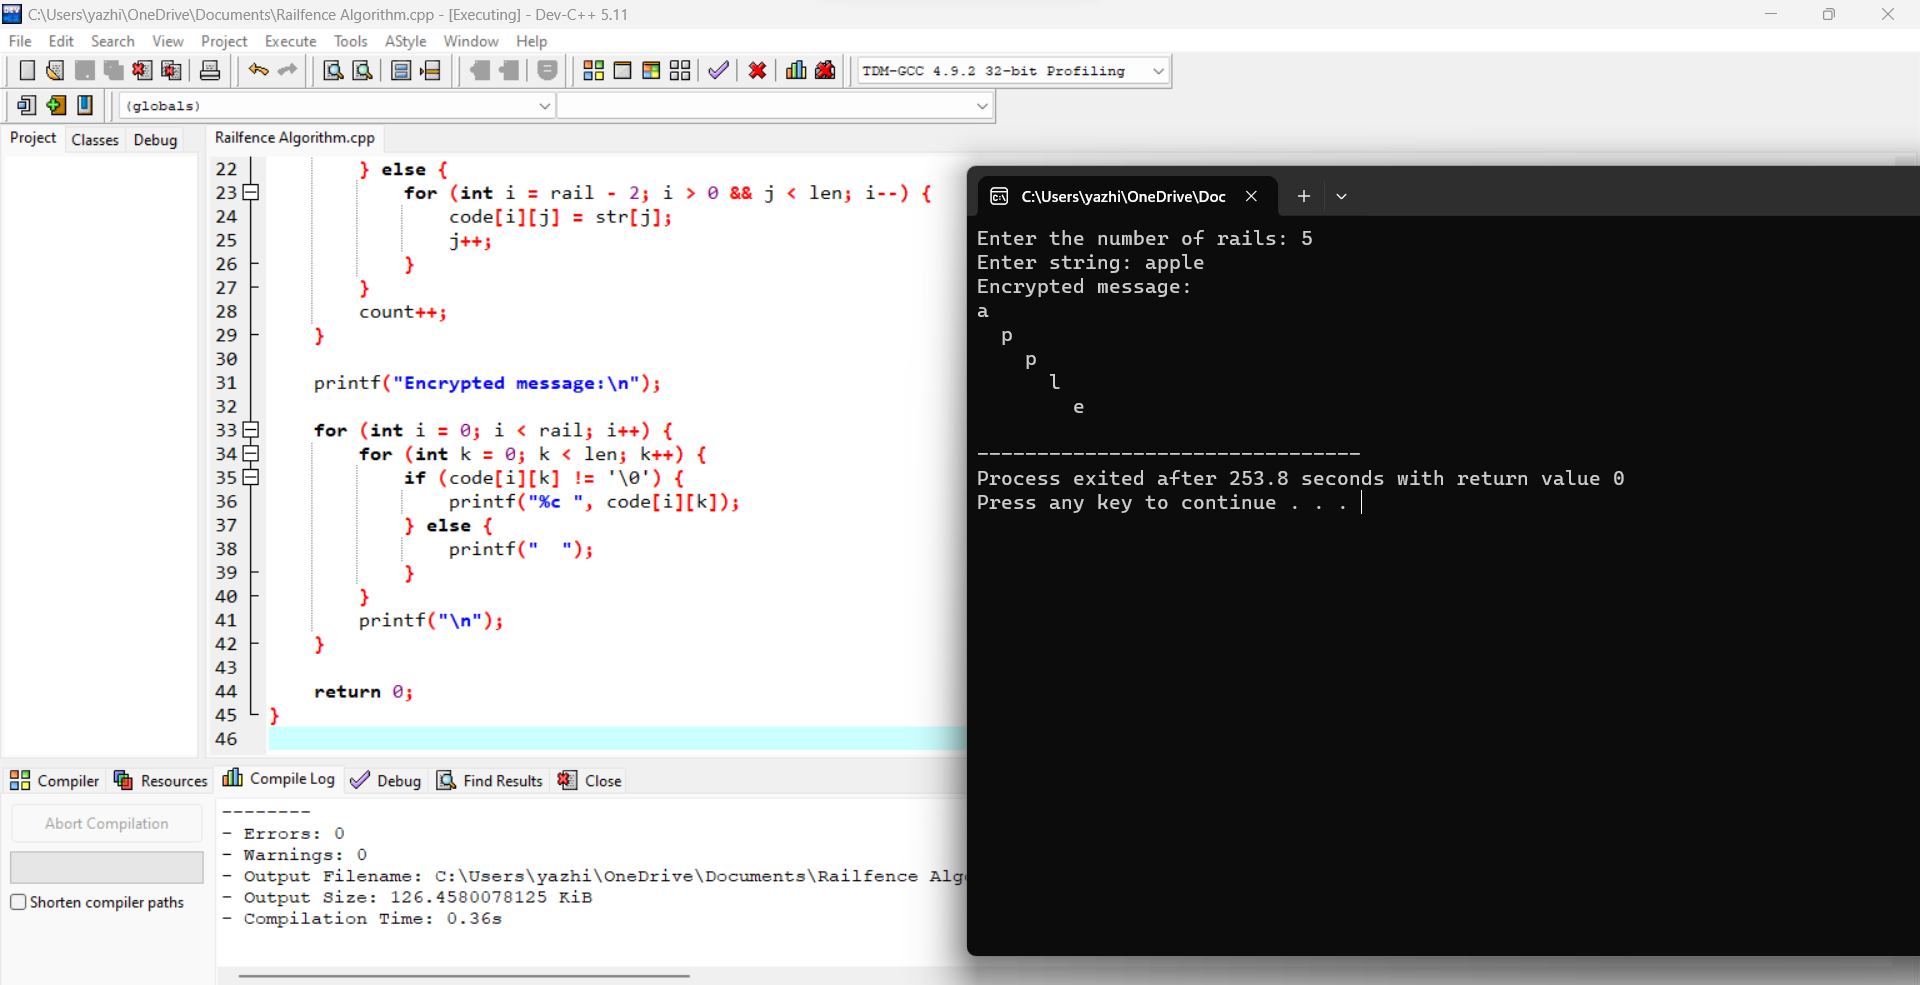 C:\Users\yazhi\OneDrive\Documents\Railfence Algorithm.cpp - [Executing] - Dev-C++ 5.11
File Edit Search View Project Execute Tools AStyle Window Help
TDM-GCC 4.9.2 32-bit Profiling
(globals)
Project Classes Debug
Railfence Algorithm.cpp
22 } else {
23 for (int i = rail - 2; i > 0 && j < len; i--) {
24 code[i][j] = str[j];
25 j++;
26 }
27 }
28 count++;
29 }
30
31 printf("Encrypted message:\n");
32
33 for (int i = 0; i < rail; i++) {
34 for (int k = 0; k < len; k++) {
35 if (code[i][k] != '\0') {
36 printf("%c ", code[i][k]);
37 } else {
38 printf("  ");
39 }
40 }
41 printf("\n");
42 }
43
44 return 0;
45 }
46
C:\Users\yazhi\OneDrive\Doc
Enter the number of rails: 5
Enter string: apple
Encrypted message:
a
p
p
l
e
--------------------------------
Process exited after 253.8 seconds with return value 0
Press any key to continue . . .
Compiler Resources Compile Log Debug Find Results Close
Abort Compilation
Shorten compiler paths
--------
- Errors: 0
- Warnings: 0
- Output Filename: C:\Users\yazhi\OneDrive\Documents\Railfence Alg
- Output Size: 126.4580078125 KiB
- Compilation Time: 0.36s